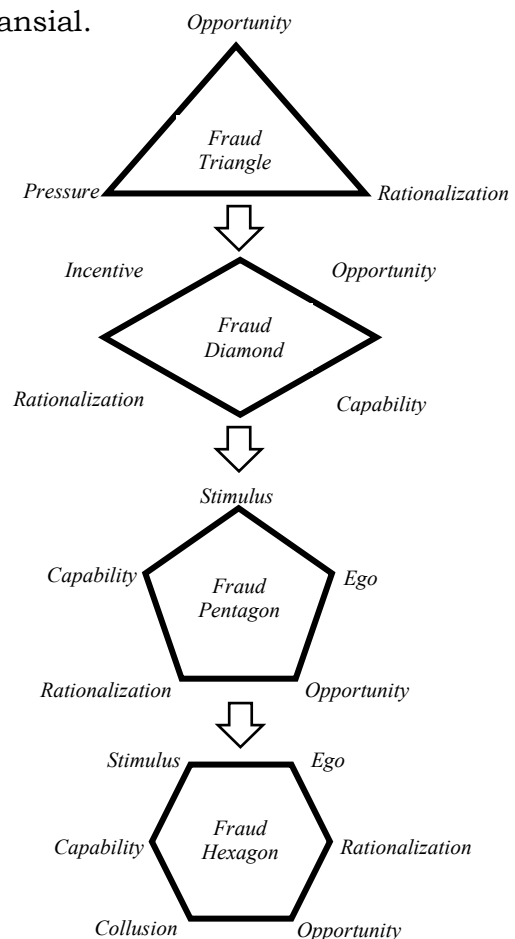 ansial.
Opportunity
Fraud
Triangle
Pressure
Rationalization
Incentive
Opportunity
Fraud
Diamond
Rationalization
Capability
Stimulus
Capability
Ego
Fraud
Pentagon
Rationalization
Opportunity
Stimulus
Ego
Fraud
Hexagon
Capability
Rationalization
Collusion
Opportunity